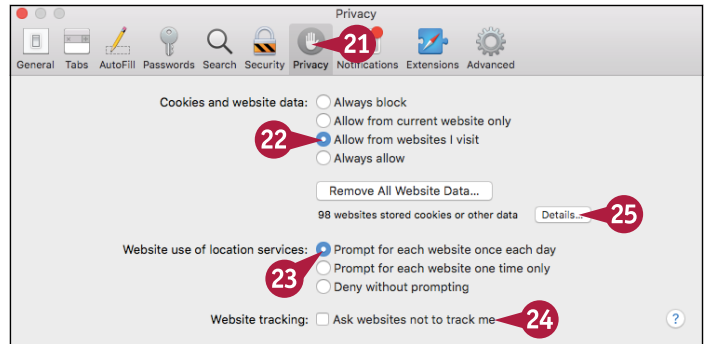 Privacy
21
General Tabs AutoFill Passwords Search Security Privacy Notifications Extensions Advanced
Cookies and website data: Always block
Allow from current website only
22 Allow from websites I visit
Always allow
Remove All Website Data...
98 websites stored cookies or other data Details... 25
Website use of location services: Prompt for each website once each day
23 Prompt for each website one time only
Deny without prompting
Website tracking: Ask websites not to track me 24 ?